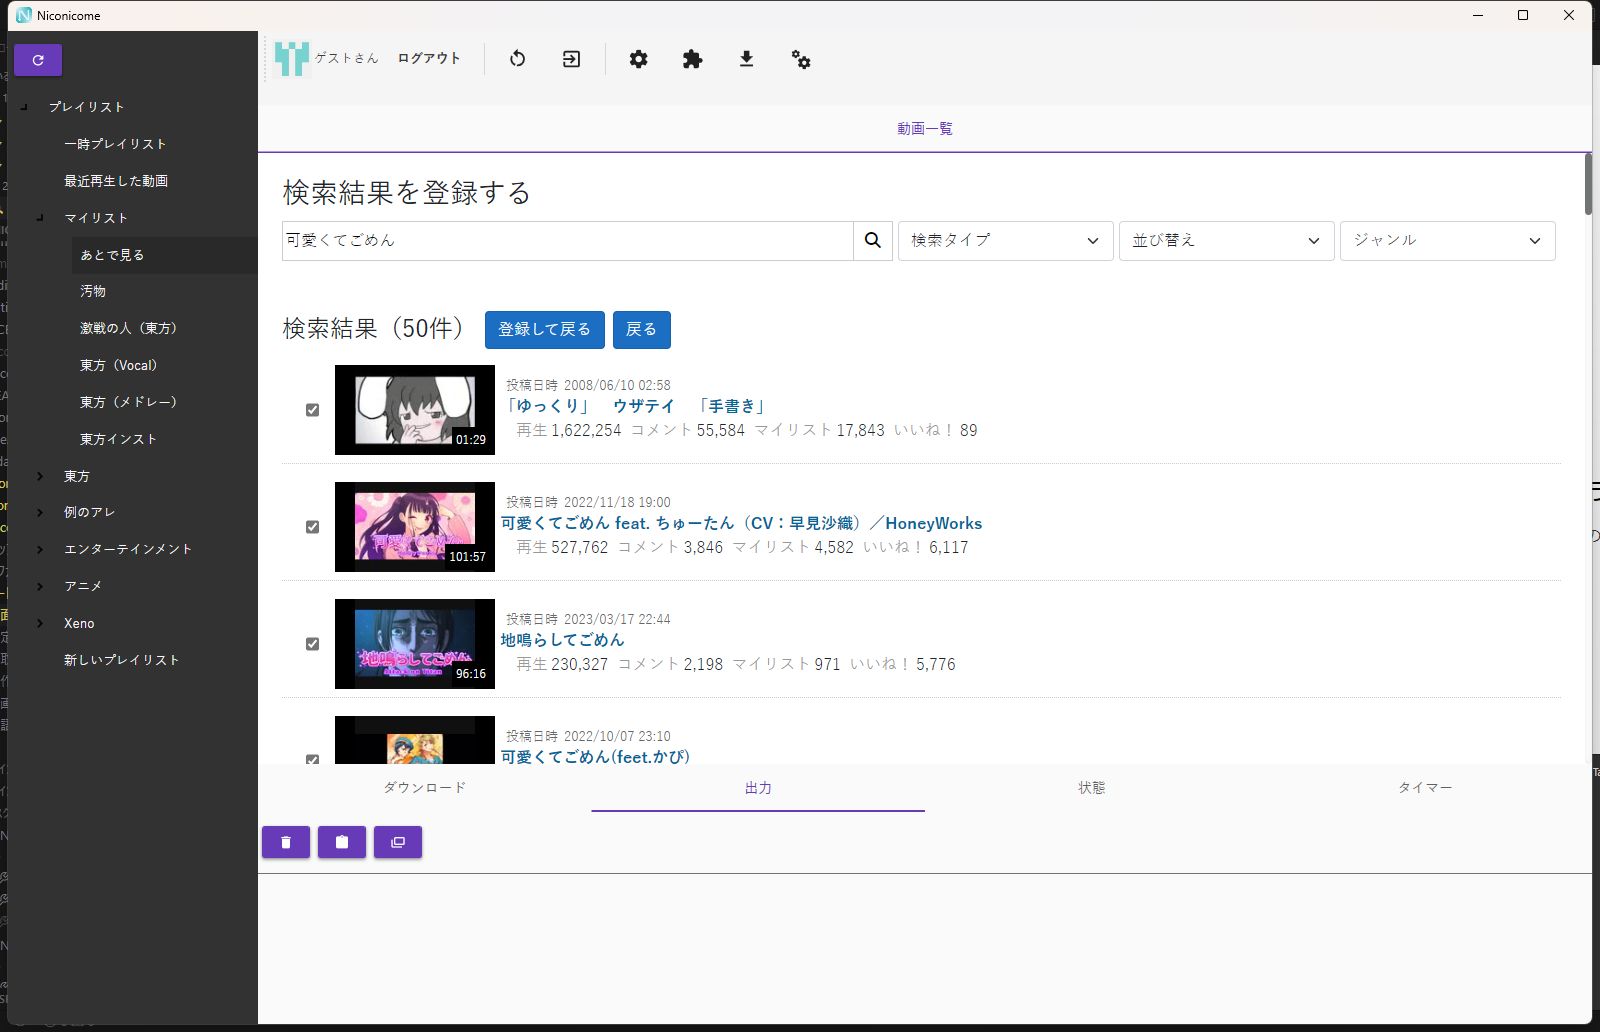 Niconicome
ゲストさん ログアウト
プレイリスト
一時プレイリスト
最近再生した動画
マイリスト
あとで見る
汚物
激戦の人（東方）
東方（Vocal）
東方（メドレー）
東方インスト
東方
例のアレ
エンターテインメント
アニメ
Xeno
新しいプレイリスト
動画一覧
検索結果を登録する
可愛くてごめん 検索タイプ 並び替え ジャンル
検索結果（50件） 登録して戻る 戻る
投稿日時 2008/06/10 02:58
「ゆっくり」　ウザテイ　「手書き」
01:29
再生 1,622,254 コメント 55,584 マイリスト 17,843 いいね！ 89
投稿日時 2022/11/18 19:00
可愛くてごめん feat. ちゅーたん（CV：早見沙織）／HoneyWorks
101:57
再生 527,762 コメント 3,846 マイリスト 4,582 いいね！ 6,117
投稿日時 2023/03/17 22:44
地鳴らしてごめん
地鳴らしてごめん
Attack on Titan
96:16
再生 230,327 コメント 2,198 マイリスト 971 いいね！ 5,776
投稿日時 2022/10/07 23:10
可愛くてごめん(feet.かぴ)
ダウンロード 出力 状態 タイマー